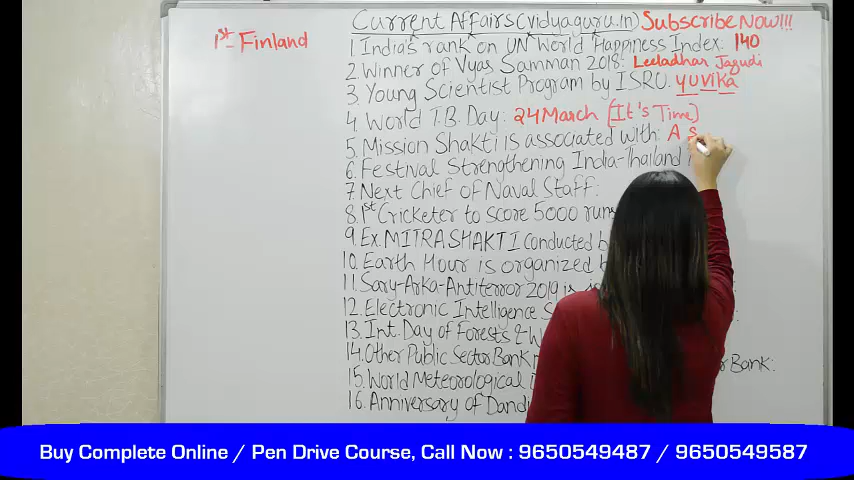 1st- Finland
Current Affairs (vidyaguru.in) Subscribe Now!!!
1 India's rank on UN World Happiness Index: 140
2 Winner of Vyas Samman 2018: Leeladhar Jagudi
3. Young Scientist Program by ISRO. YUVIKA
4. World T.B. Day: 24 March (It's Time)
5. Mission Shakti is associated with: A S
6. Festival Strengthening India-Thailand
7. Next Chief of Naval Staff:
8. 1st Cricketer to score 5000 runs
9. Ex. MITRA SHAKTI conducted b
10. Earth Hour is organized b
11. Sary-Arka-Antiterror 2019 is
12. Electronic Intelligence S
13. Int. Day of Forests & W
14. Other Public Sector Bank or Bank:
15. World Meteorological
16. Anniversary of Dandi
Buy Complete Online / Pen Drive Course, Call Now : 9650549487 / 9650549587